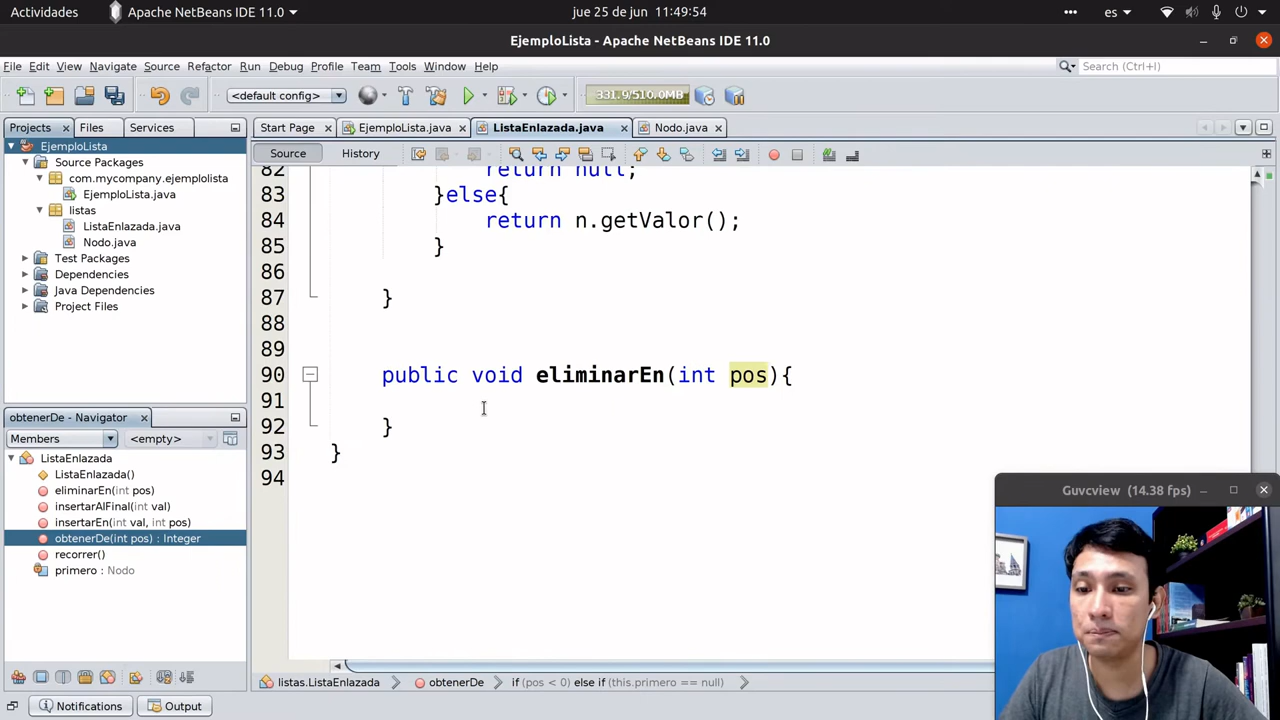 Actividades
Apache NetBeans IDE 11.0
jue 25 de jun 11:49:54
es
EjemploLista - Apache NetBeans IDE 11.0
File Edit View Navigate Source Refactor Run Debug Profile Team Tools Window Help
Search (Ctrl+I)
<default config>
331.9/510.0MB
Projects
Files
Services
Start Page
EjemploLista.java
ListaEnlazada.java
Nodo.java
EjemploLista
Source Packages
com.mycompany.ejemplolista
EjemploLista.java
listas
ListaEnlazada.java
Nodo.java
Test Packages
Dependencies
Java Dependencies
Project Files
Source
History
82 return null;
83 }else{
84 return n.getValor();
85 }
86
87 }
88
89
90 public void eliminarEn(int pos){
91
92 }
93 }
94
obtenerDe - Navigator
Members
<empty>
ListaEnlazada
ListaEnlazada()
eliminarEn(int pos)
insertarAlFinal(int val)
insertarEn(int val, int pos)
obtenerDe(int pos) : Integer
recorrer()
primero : Nodo
Guvcview (14.38 fps)
listas.ListaEnlazada
obtenerDe
if (pos < 0) else if (this.primero == null)
Notifications
Output